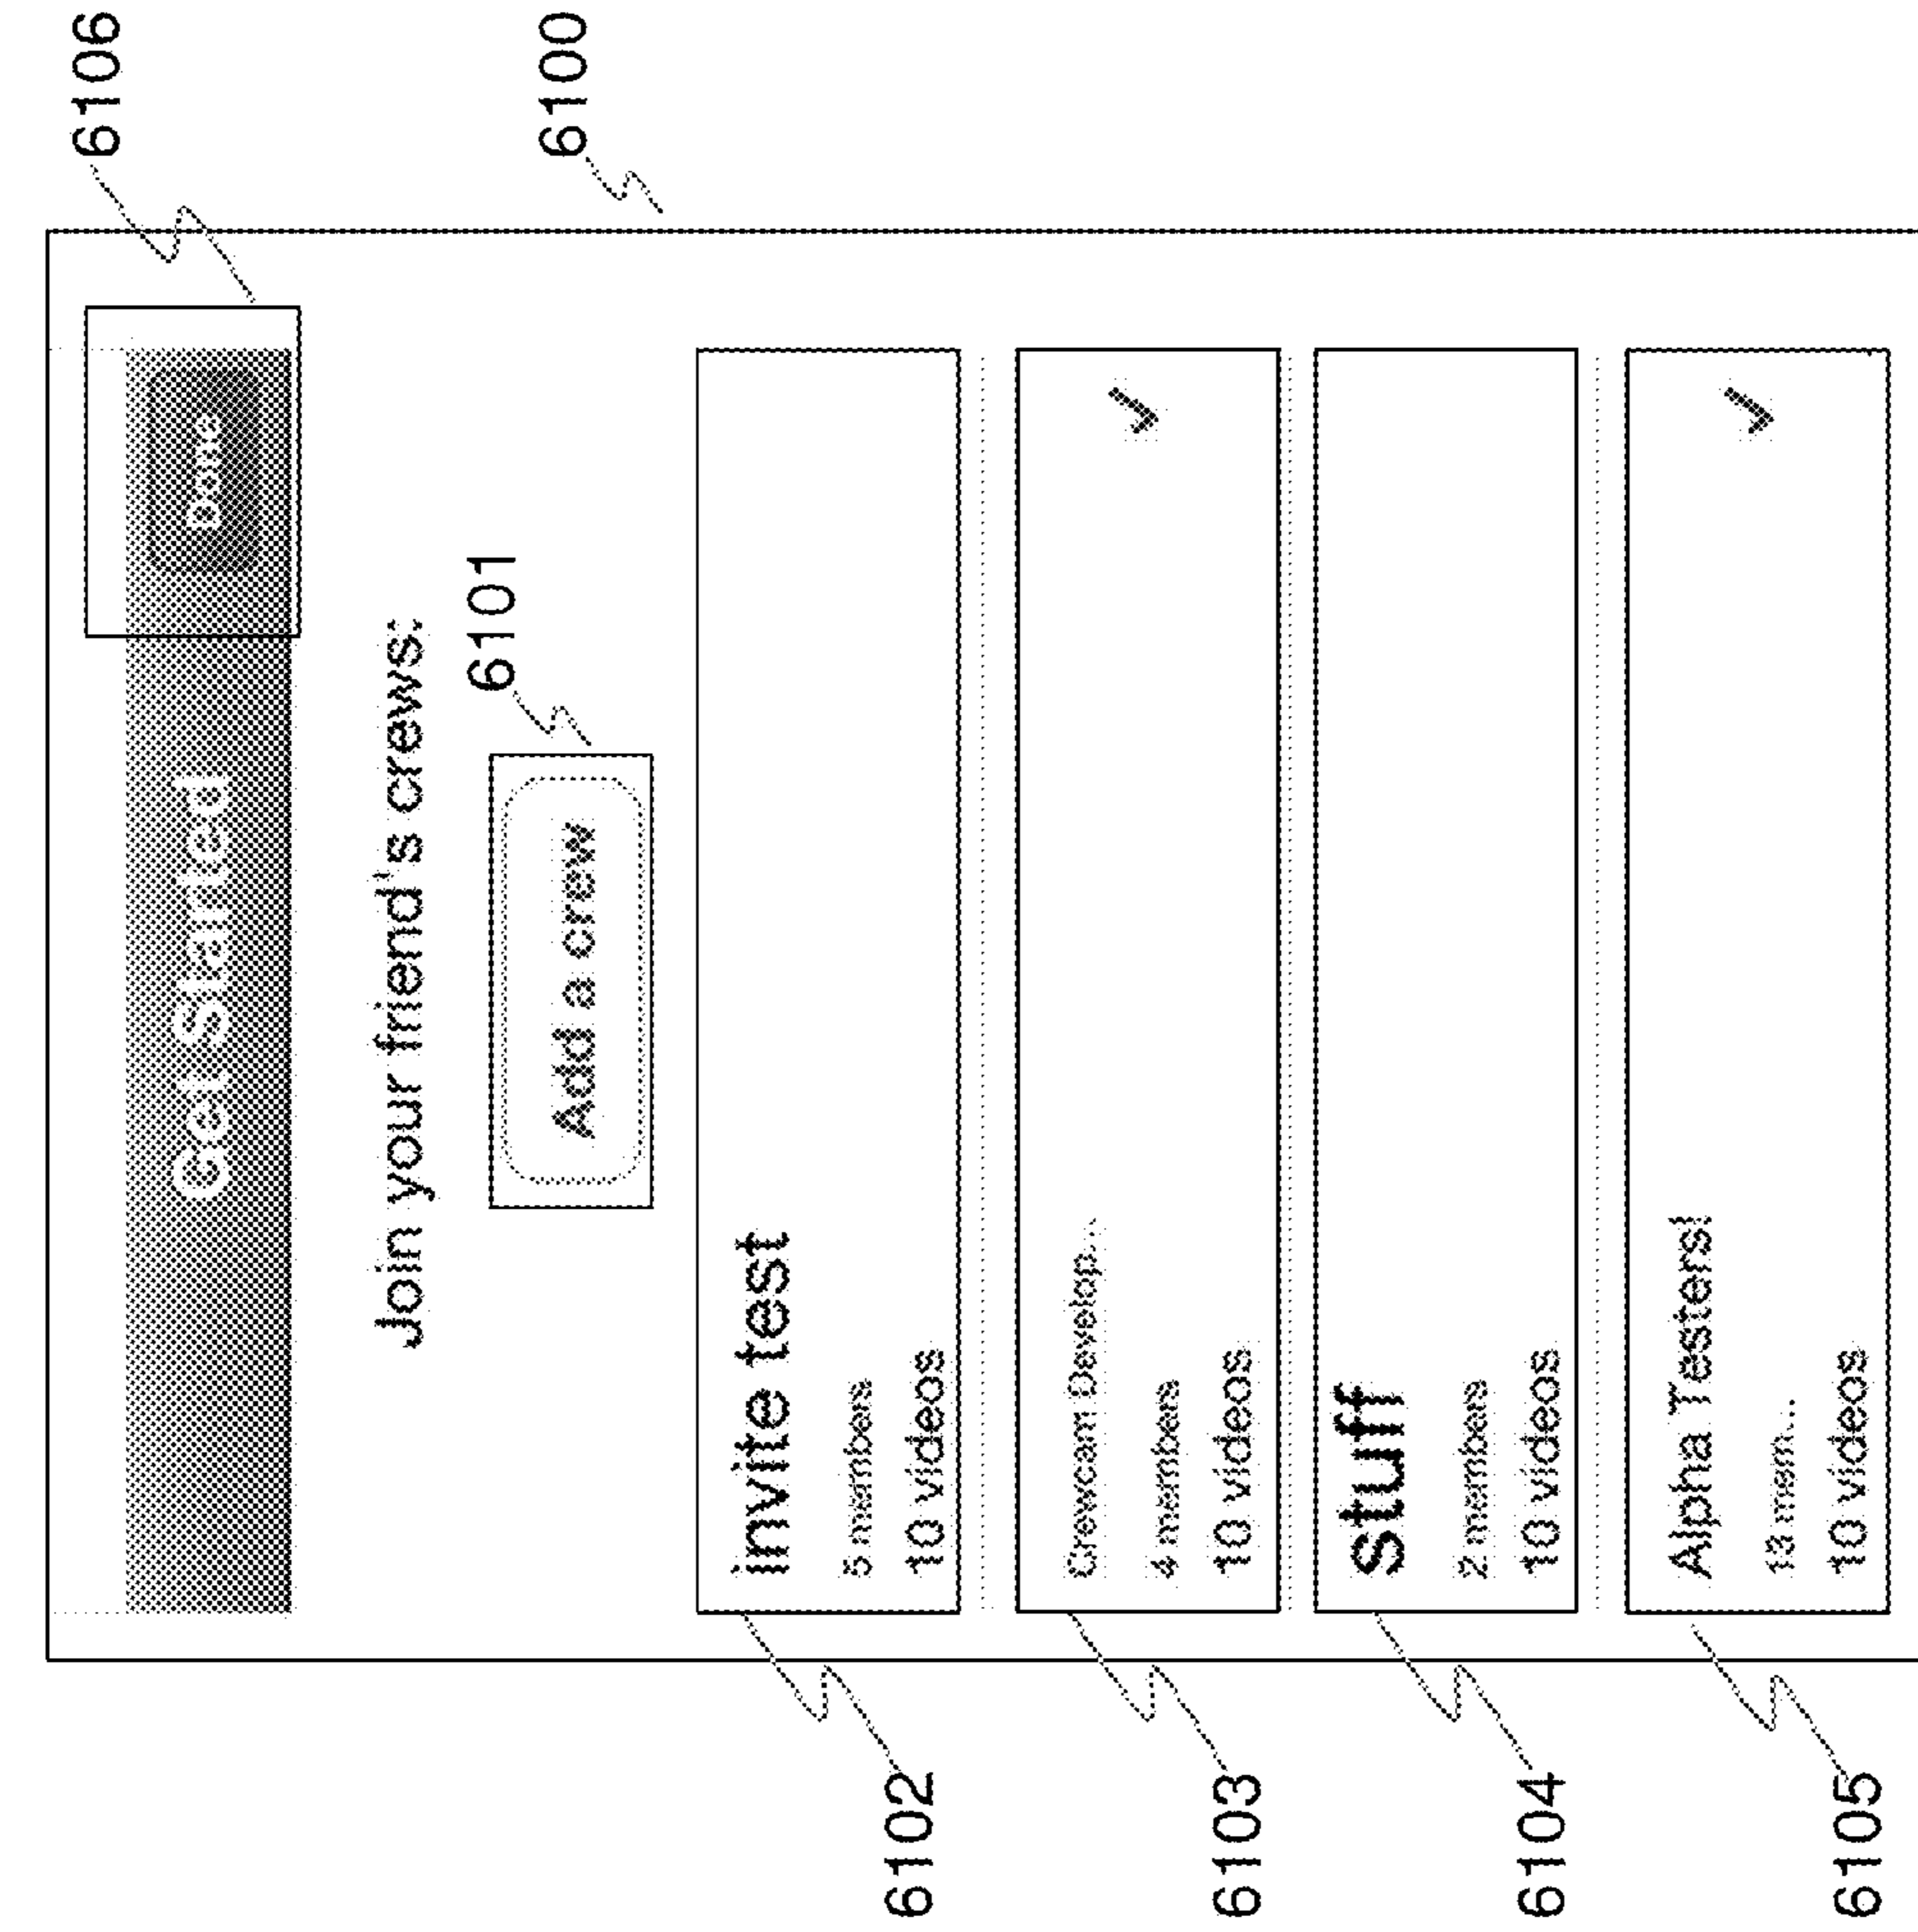 6106
Get Started
Done
6100
Join your friend's crews:
6101
Add a crew
invite test
5 members
10 videos
6102
Crewcam Develop...
4 members
10 videos
6103
stuff
2 members
10 videos
6104
Alpha Testers!
13 mem...
10 videos
6105